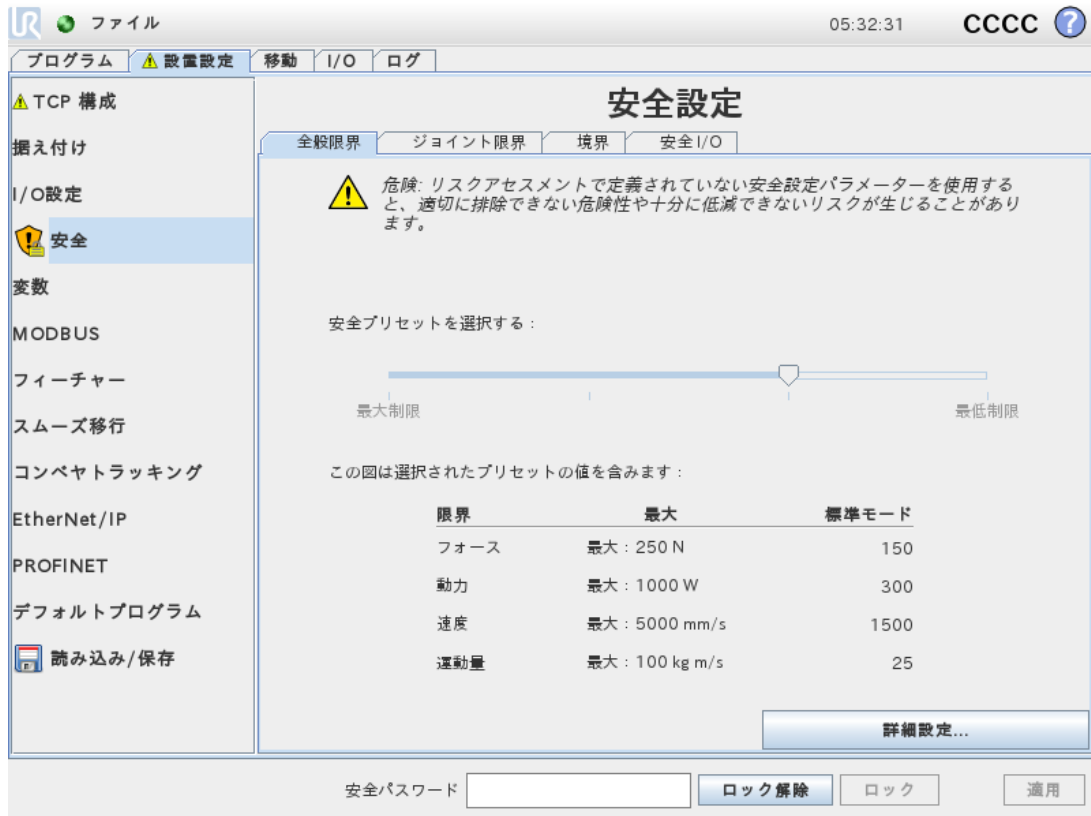 UR ファイル 05:32:31 CCCC ?
プログラム 設置設定 移動 I/O ログ
TCP 構成
据え付け
I/O設定
安全
変数
MODBUS
フィーチャー
スムーズ移行
コンベヤトラッキング
EtherNet/IP
PROFINET
デフォルトプログラム
読み込み/保存
安全設定
全般限界 ジョイント限界 境界 安全I/O
危険: リスクアセスメントで定義されていない安全設定パラメーターを使用する
と、適切に排除できない危険性や十分に低減できないリスクが生じることがあり
ます。
安全プリセットを選択する :
最大制限 最低制限
この図は選択されたプリセットの値を含みます :
限界 最大 標準モード
フォース 最大 : 250 N 150
動力 最大 : 1000 W 300
速度 最大 : 5000 mm/s 1500
運動量 最大 : 100 kg m/s 25
詳細設定...
安全パスワード ロック解除 ロック 適用